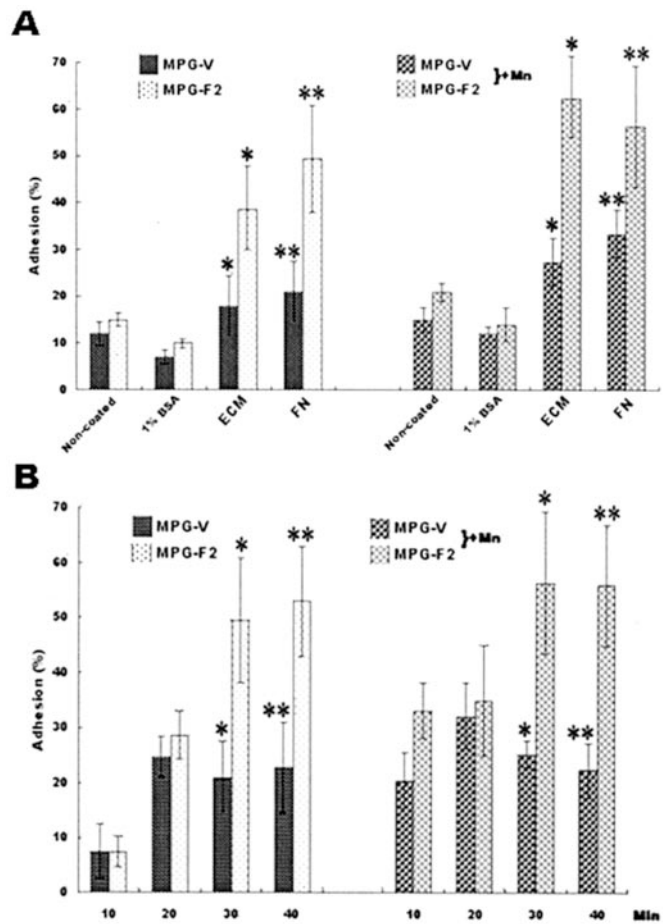 A
70
60
50
40
30
20
10
0
Adhesion (%)
MPG-V
MPG-F2
MPG-V
MPG-F2
}+Mn
* ** * **
* ** * **
Non-coated 1% BSA ECM FN Non-coated 1% BSA ECM FN
B
70
60
50
40
30
20
10
0
Adhesion (%)
MPG-V
MPG-F2
MPG-V
MPG-F2
}+Mn
* ** * **
* ** * **
10 20 30 40 10 20 30 40 Min